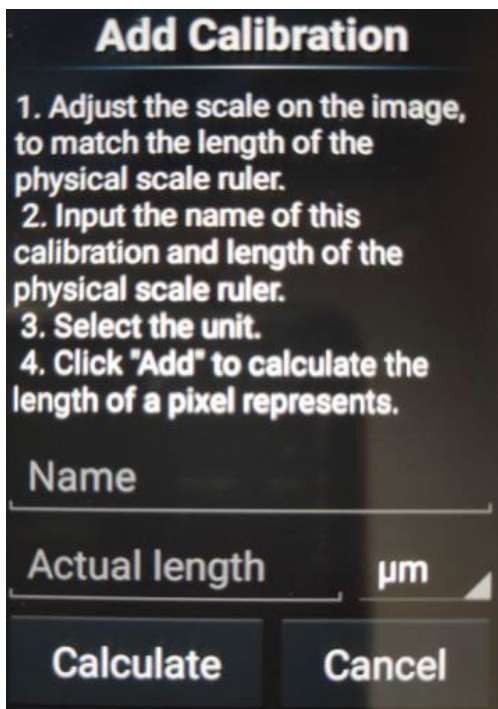 Add Calibration
1. Adjust the scale on the image,
to match the length of the
physical scale ruler.
2. Input the name of this
calibration and length of the
physical scale ruler.
3. Select the unit.
4. Click "Add" to calculate the
length of a pixel represents.
Name
Actual length μm
Calculate Cancel